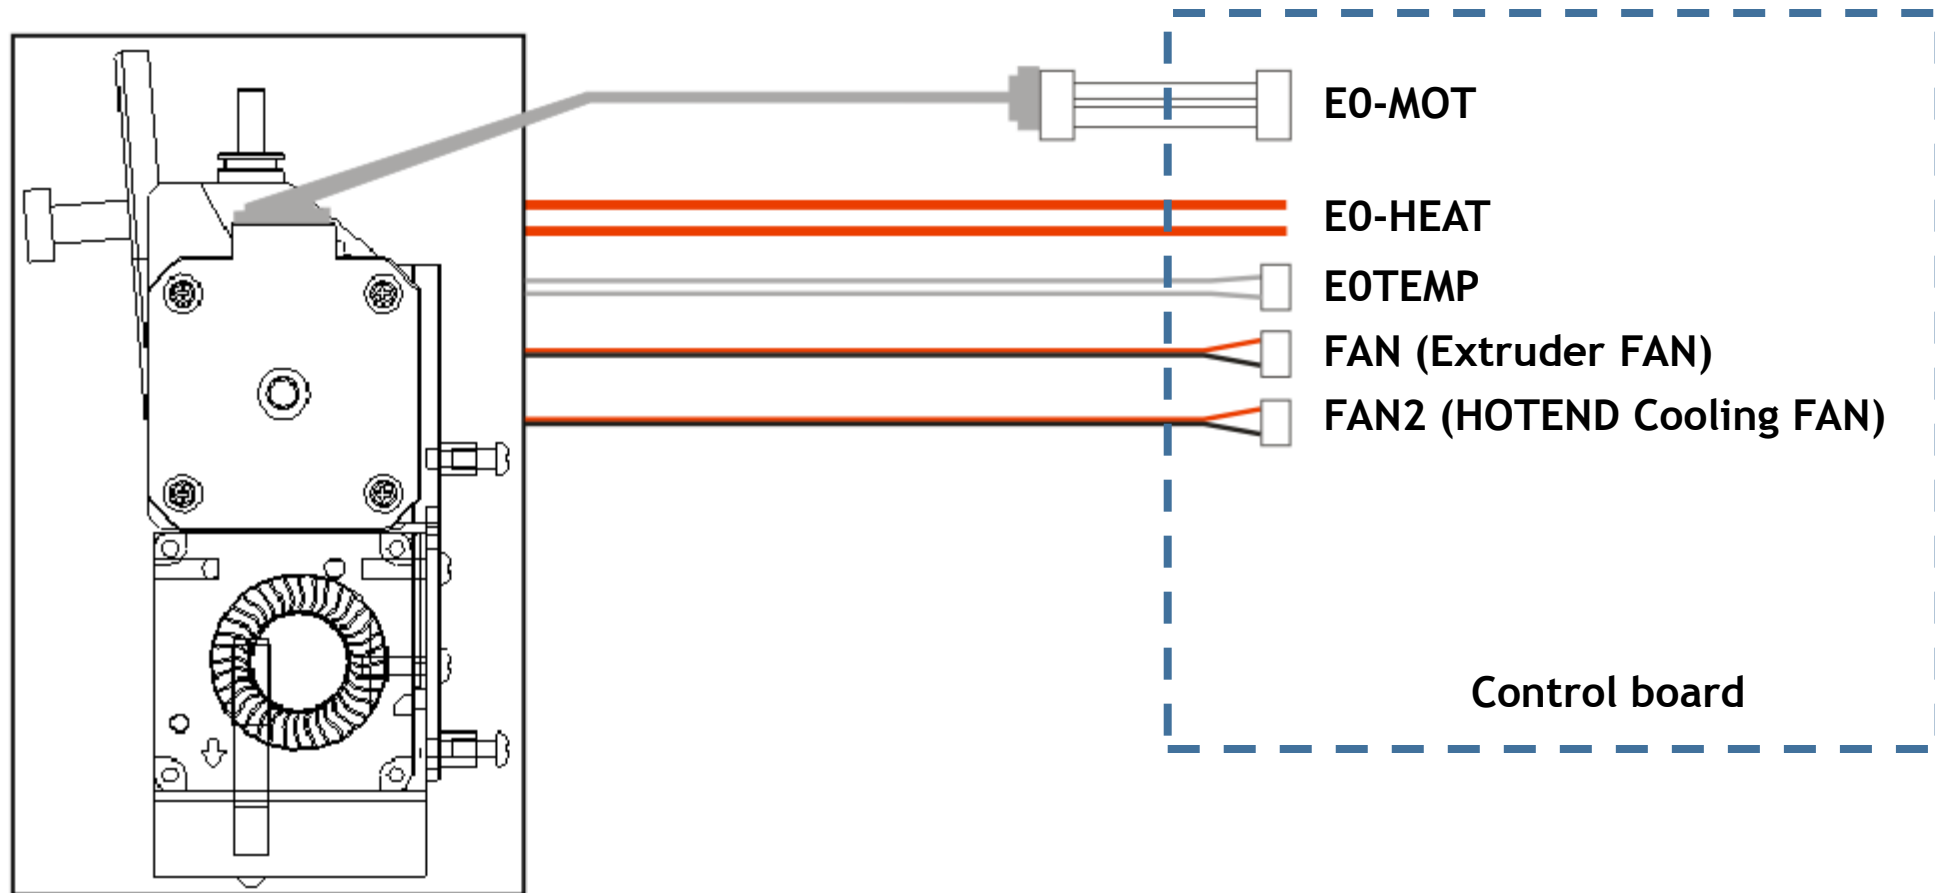 E0-MOT
E0-HEAT
E0TEMP
FAN (Extruder FAN)
FAN2 (HOTEND Cooling FAN)
Control board